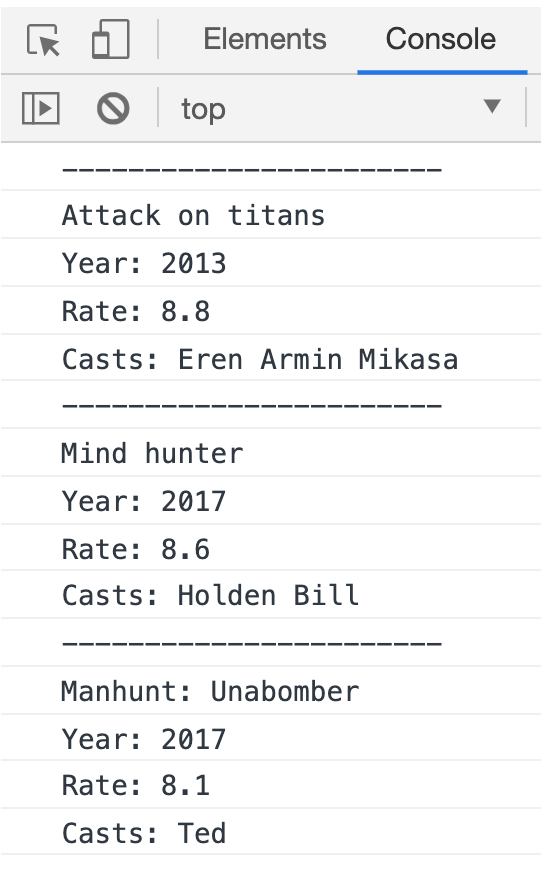 Elements Console
top
-----------------------
Attack on titans
Year: 2013
Rate: 8.8
Casts: Eren Armin Mikasa
-----------------------
Mind hunter
Year: 2017
Rate: 8.6
Casts: Holden Bill
-----------------------
Manhunt: Unabomber
Year: 2017
Rate: 8.1
Casts: Ted